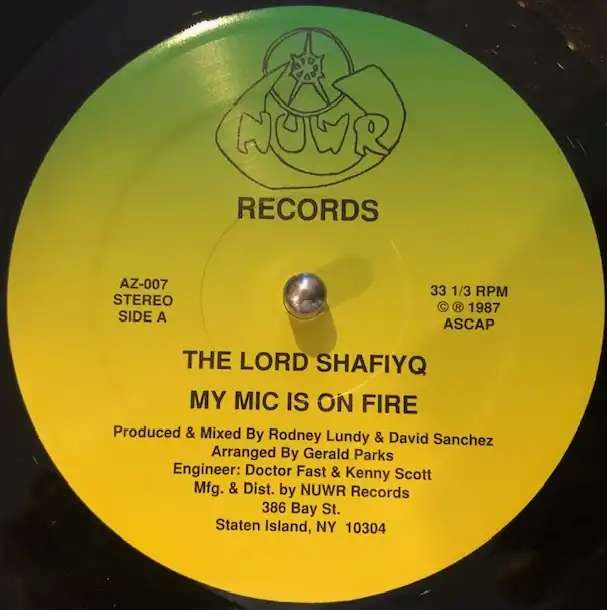 NUWR
RECORDS
AZ-007
STEREO
SIDE A
33 1/3 RPM
© ® 1987
ASCAP
THE LORD SHAFIYQ
MY MIC IS ON FIRE
Produced & Mixed By Rodney Lundy & David Sanchez
Arranged By Gerald Parks
Engineer: Doctor Fast & Kenny Scott
Mfg. & Dist. by NUWR Records
386 Bay St.
Staten Island, NY 10304